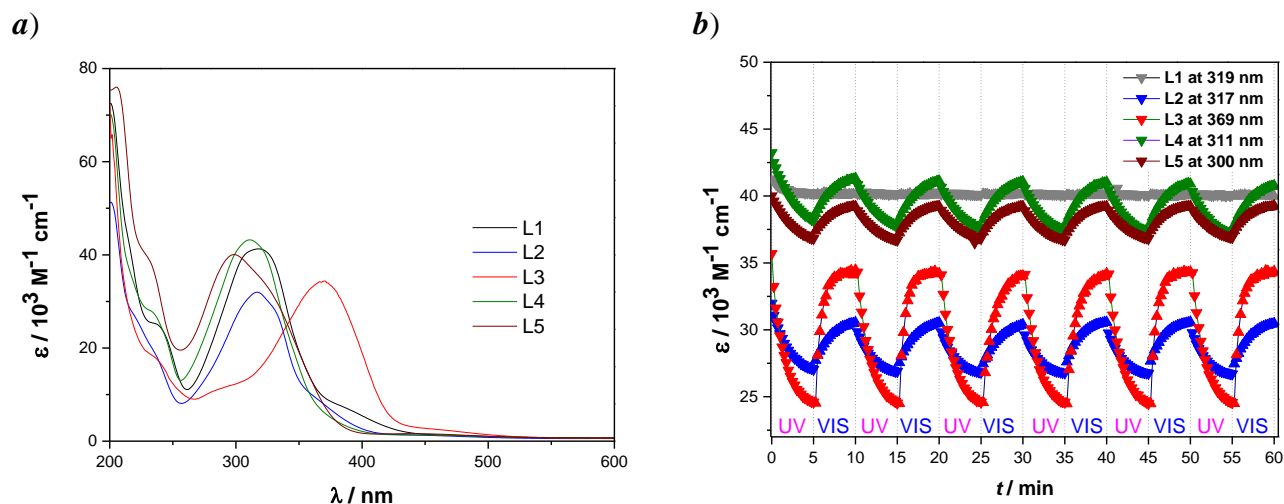 a)
80
60
40
20
0
ε / 10³ M⁻¹ cm⁻¹
L1
L2
L3
L4
L5
200 300 400 500 600
λ / nm
b)
50
45
40
35
30
25
ε / 10³ M⁻¹ cm⁻¹
L1 at 319 nm
L2 at 317 nm
L3 at 369 nm
L4 at 311 nm
L5 at 300 nm
UV VIS UV VIS UV VIS UV VIS UV VIS UV VIS
0 5 10 15 20 25 30 35 40 45 50 55 60
t / min